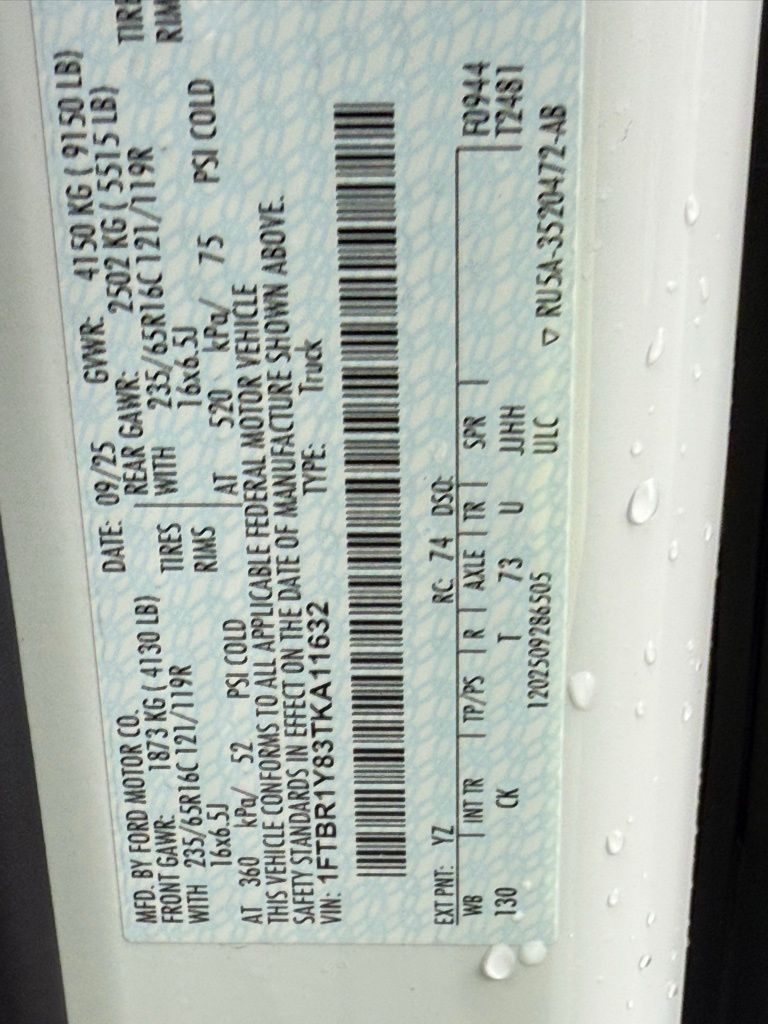 MFD. BY FORD MOTOR CO.
DATE: 09/25 GVWR: 4150 KG ( 9150 LB)
FRONT GAWR: 1873 KG ( 4130 LB) REAR GAWR: 2502 KG ( 5515 LB)
WITH 235/65R16C 121/119R TIRES WITH 235/65R16C 121/119R TIRE
16x6.5J RIMS 16x6.5J RIM
AT 360 kPa/ 52 PSI COLD AT 520 kPa/ 75 PSI COLD
THIS VEHICLE CONFORMS TO ALL APPLICABLE FEDERAL MOTOR VEHICLE
SAFETY STANDARDS IN EFFECT ON THE DATE OF MANUFACTURE SHOWN ABOVE.
VIN: 1FTBR1Y83TKA11632 TYPE: Truck
EXT PNT: YZ RC: 74 DSO:
WB INT TR TP/PS R AXLE TR SPR F0944
130 CK T 73 U JJHH T2481
1202509286505 ULC
▽ RU5A-3520472-AB